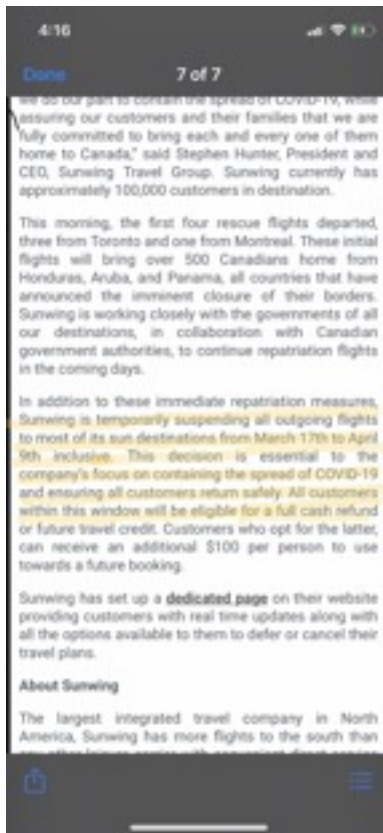 4:16
Done
7 of 7
we do our part to contain the spread of COVID-19, while
assuring our customers and their families that we are
fully committed to bring each and every one of them
home to Canada," said Stephen Hunter, President and
CEO, Sunwing Travel Group. Sunwing currently has
approximately 100,000 customers in destination.
This morning, the first four rescue flights departed,
three from Toronto and one from Montreal. These initial
flights will bring over 500 Canadians home from
Honduras, Aruba, and Panama, all countries that have
announced the imminent closure of their borders.
Sunwing is working closely with the governments of all
our destinations, in collaboration with Canadian
government authorities, to continue repatriation flights
in the coming days.
In addition to these immediate repatriation measures,
Sunwing is temporarily suspending all outgoing flights
to most of its sun destinations from March 17th to April
9th inclusive. This decision is essential to the
company's focus on containing the spread of COVID-19
and ensuring all customers return safely. All customers
within this window will be eligible for a full cash refund
or future travel credit. Customers who opt for the latter,
can receive an additional $100 per person to use
towards a future booking.
Sunwing has set up a dedicated page on their website
providing customers with real time updates along with
all the options available to them to defer or cancel their
travel plans.
About Sunwing
The largest integrated travel company in North
America, Sunwing has more flights to the south than
any other leisure carrier with convenient direct service